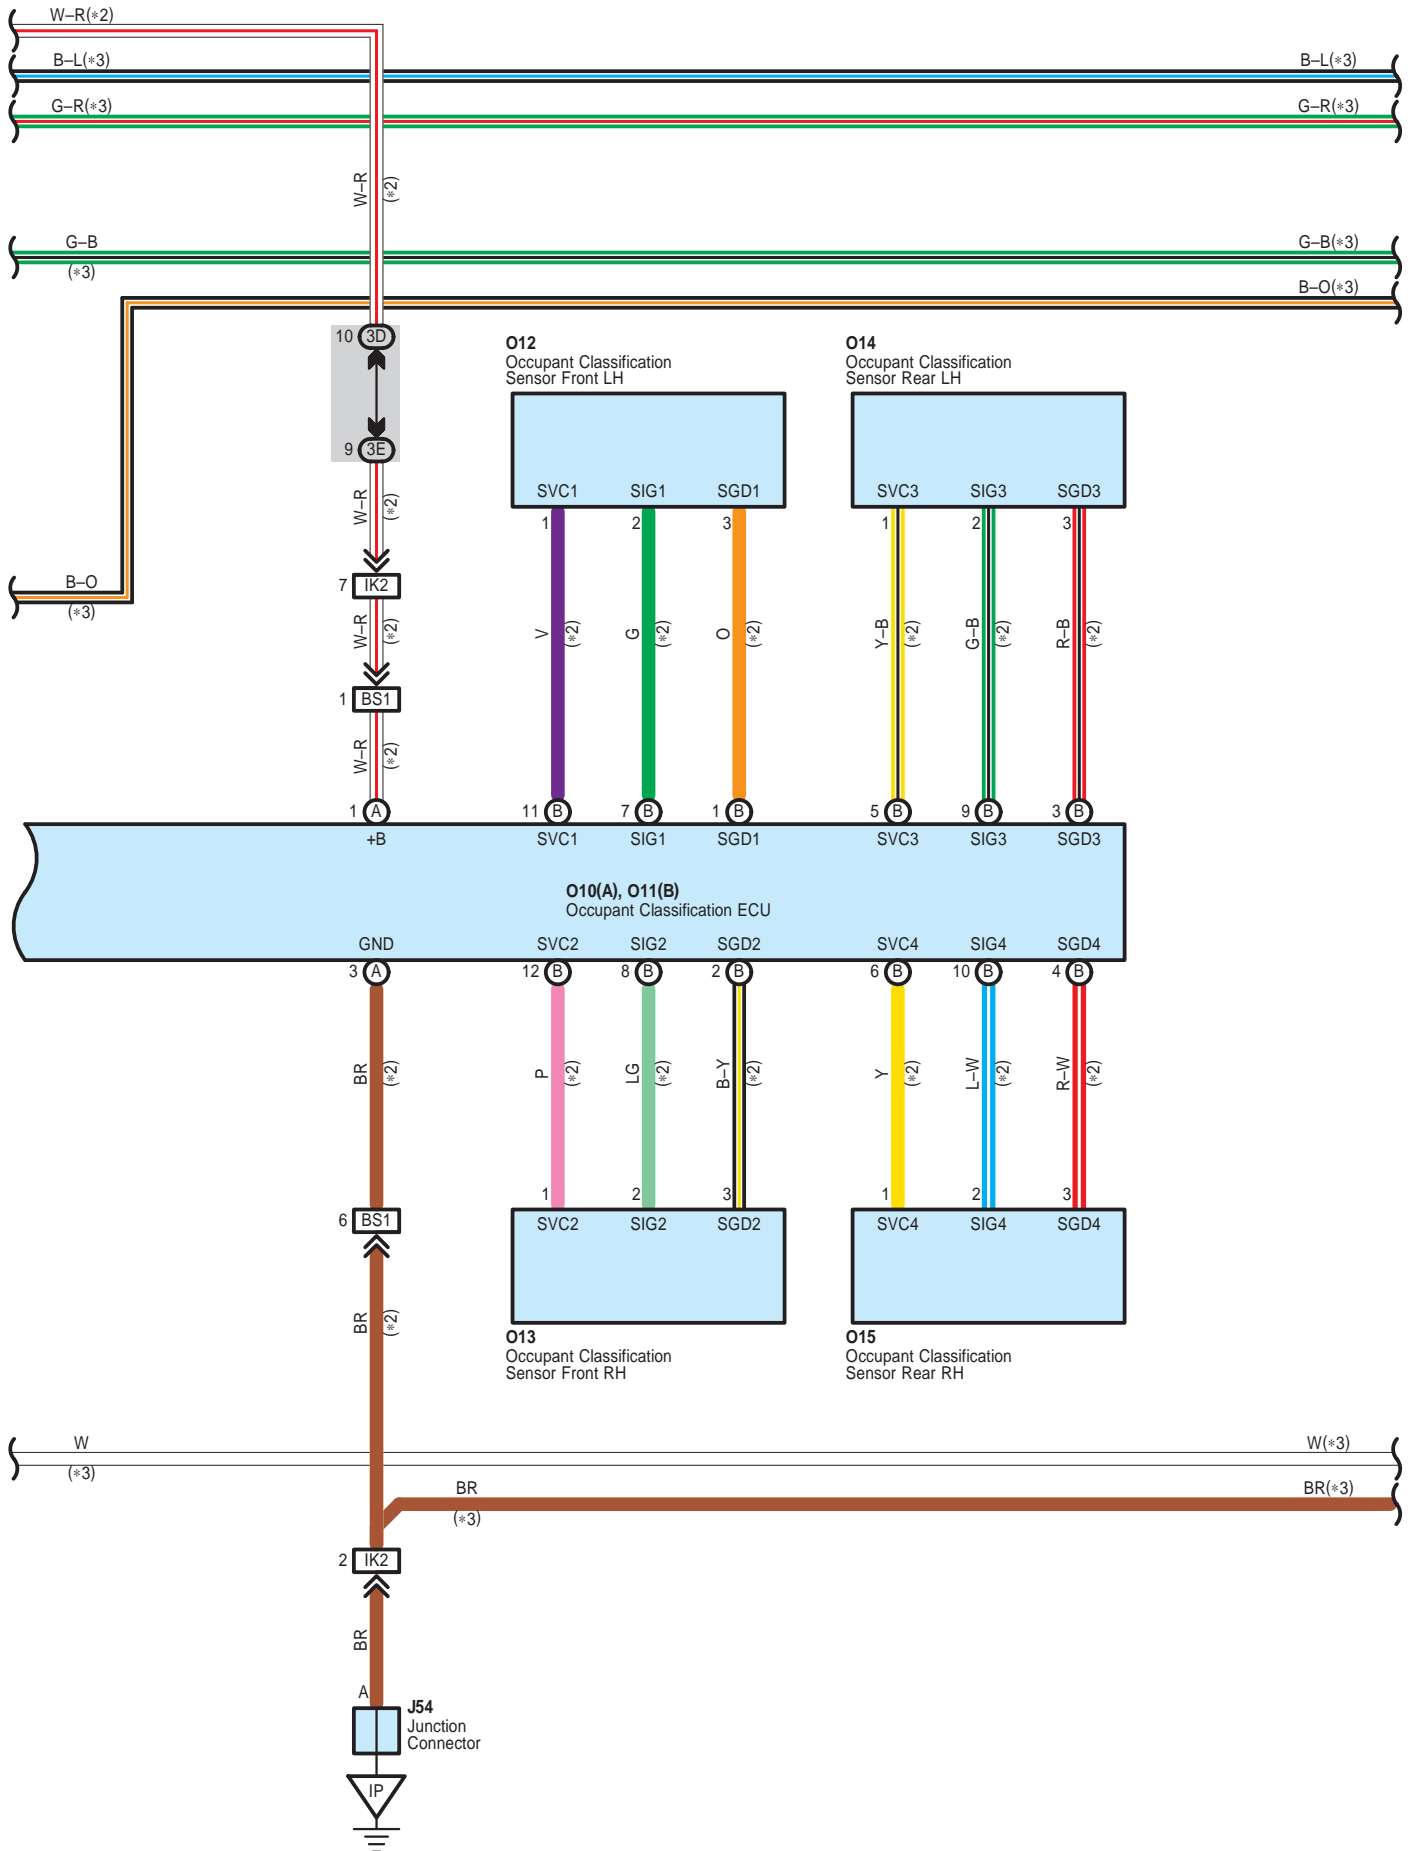 W–R(*2)
B–L(*3) B–L(*3)
G–R(*3) G–R(*3)
W–R (*2)
G–B G–B(*3)
(*3)
B–O(*3)
10 3D
9 3E
O12
Occupant Classification
Sensor Front LH
O14
Occupant Classification
Sensor Rear LH
SVC1 SIG1 SGD1 SVC3 SIG3 SGD3
1 2 3 1 2 3
W–R (*2)
7 IK2
B–O
(*3)
W–R (*2)
V (*2) G (*2) O (*2) Y–B (*2) G–B (*2) R–B (*2)
1 BS1
W–R (*2)
1 A 11 B 7 B 1 B 5 B 9 B 3 B
+B SVC1 SIG1 SGD1 SVC3 SIG3 SGD3
O10(A), O11(B)
Occupant Classification ECU
GND SVC2 SIG2 SGD2 SVC4 SIG4 SGD4
3 A 12 B 8 B 2 B 6 B 10 B 4 B
BR (*2) P (*2) LG (*2) B–Y (*2) Y (*2) L–W (*2) R–W (*2)
1 2 3 1 2 3
6 BS1
SVC2 SIG2 SGD2 SVC4 SIG4 SGD4
BR (*2)
O13
Occupant Classification
Sensor Front RH
O15
Occupant Classification
Sensor Rear RH
W W(*3)
(*3)
BR BR(*3)
(*3)
2 IK2
BR
A
J54
Junction
Connector
IP